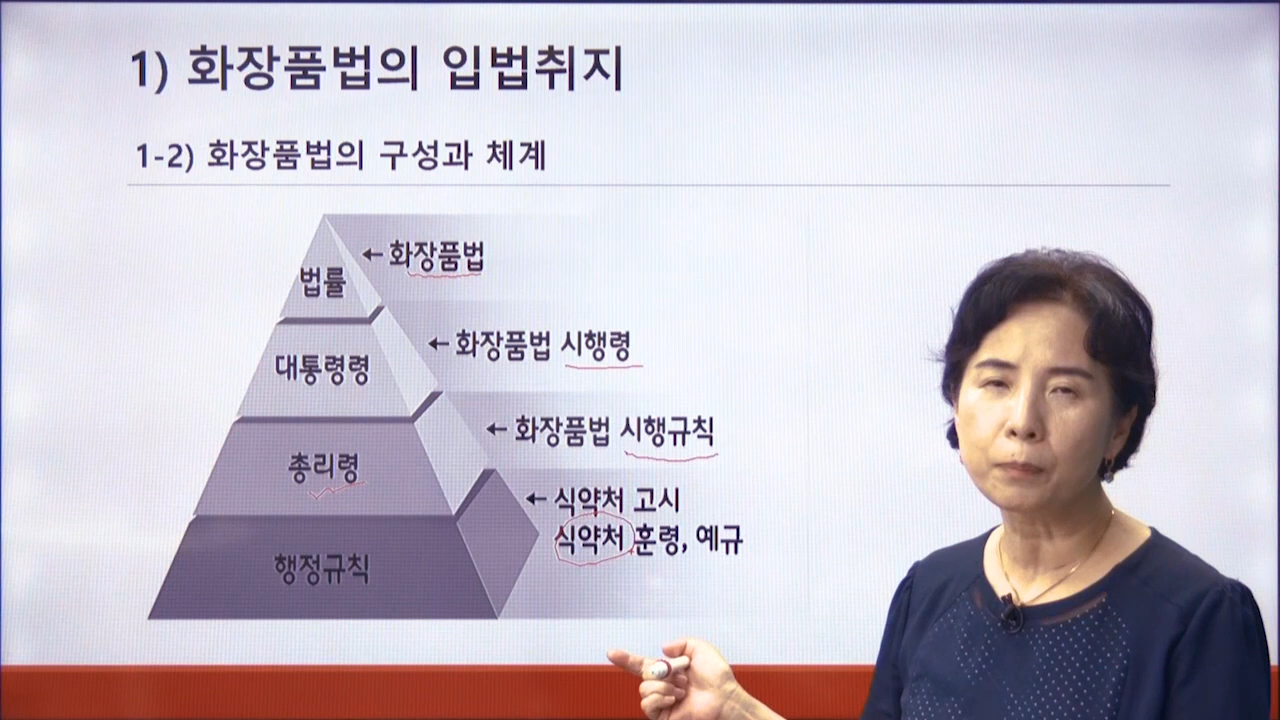 1) 화장품법의 입법취지
1-2) 화장품법의 구성과 체계
법률
← 화장품법
대통령령
← 화장품법 시행령
총리령
← 화장품법 시행규칙
행정규칙
← 식약처 고시
식약처 훈령, 예규